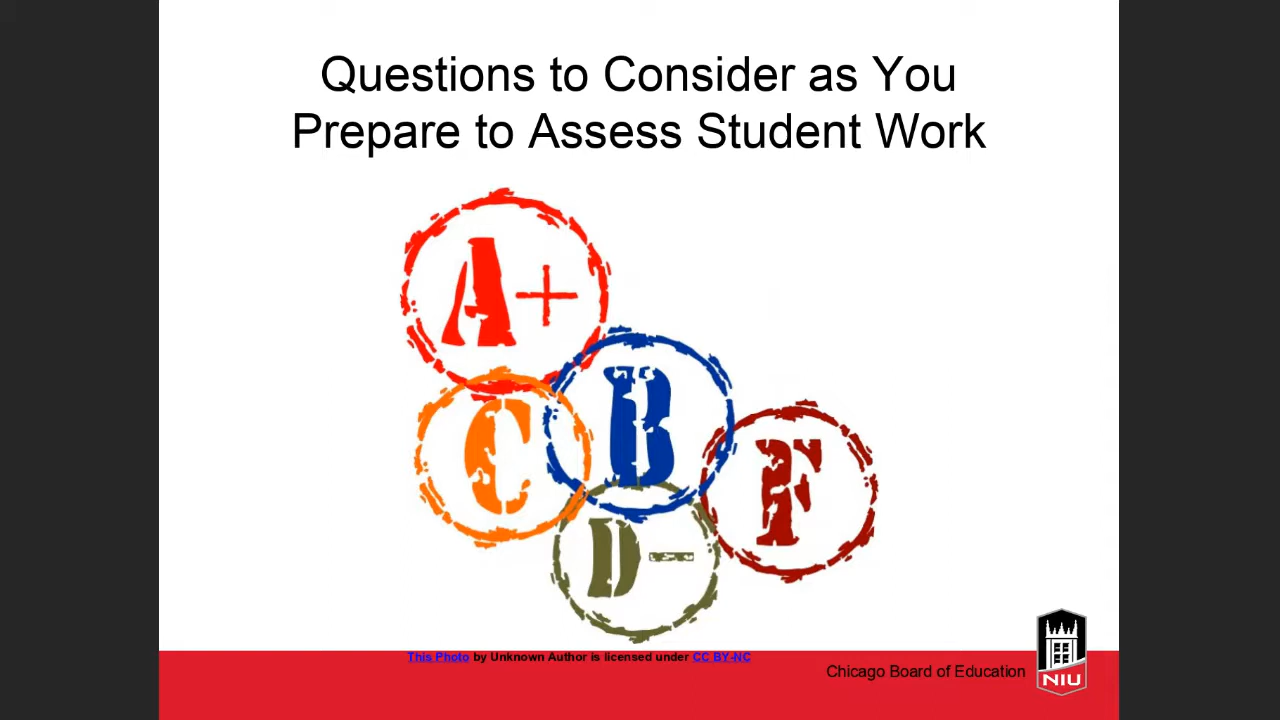 Questions to Consider as You
Prepare to Assess Student Work
A+
B
C
F
D-
This Photo by Unknown Author is licensed under CC BY-NC
Chicago Board of Education
NIU